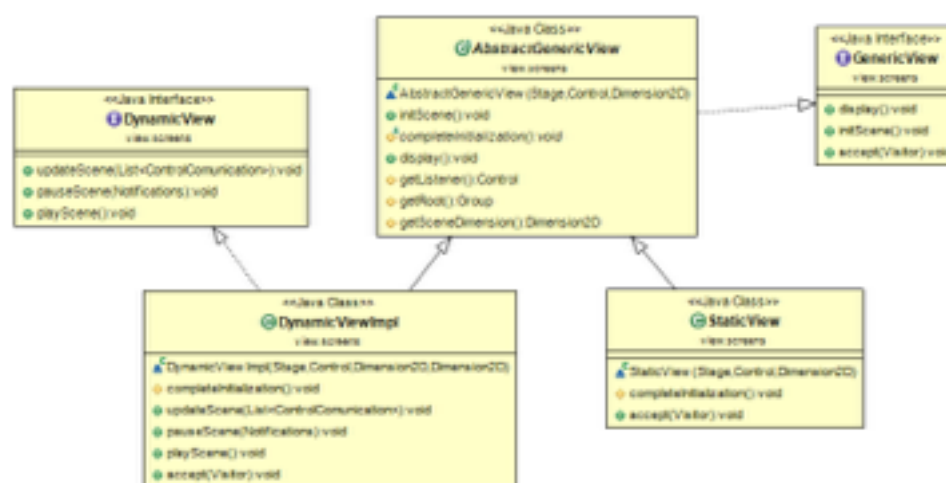 <<Java Interface>>
DynamicView
view.screens
updateScene(List<ControlComunication>):void
pauseScene(Notifications):void
playScene():void
<<Java Class>>
AbstractGenericView
view.screens
AbstractGenericView(Stage,Control,Dimension2D)
initScene():void
completeInitialization():void
display():void
getListener():Control
getRoot():Group
getSceneDimension():Dimension2D
<<Java Interface>>
GenericView
view.screens
display():void
initScene():void
accept(Visitor):void
<<Java Class>>
DynamicViewImpl
view.screens
DynamicViewImpl(Stage,Control,Dimension2D,Dimension2D)
completeInitialization():void
updateScene(List<ControlComunication>):void
pauseScene(Notifications):void
playScene():void
accept(Visitor):void
<<Java Class>>
StaticView
view.screens
StaticView(Stage,Control,Dimension2D)
completeInitialization():void
accept(Visitor):void